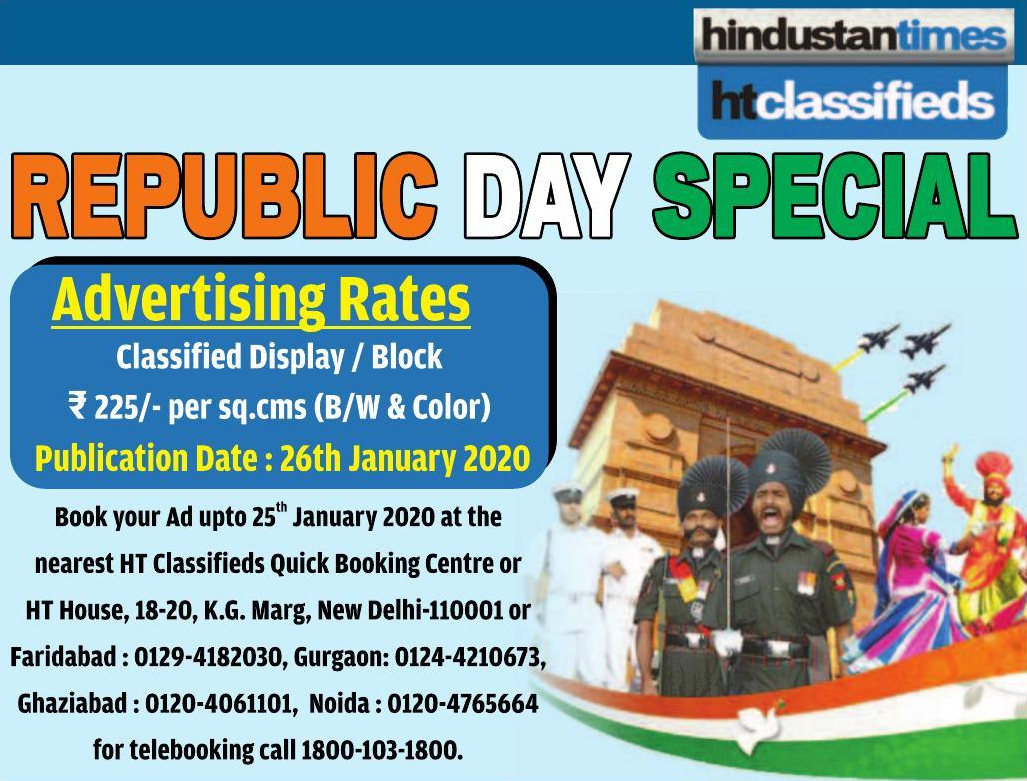 hindustantimes
htclassifieds
REPUBLIC DAY SPECIAL
Advertising Rates
Classified Display / Block
₹ 225/- per sq.cms (B/W & Color)
Publication Date : 26th January 2020
Book your Ad upto 25th January 2020 at the
nearest HT Classifieds Quick Booking Centre or
HT House, 18-20, K.G. Marg, New Delhi-110001 or
Faridabad : 0129-4182030, Gurgaon: 0124-4210673,
Ghaziabad : 0120-4061101, Noida : 0120-4765664
for telebooking call 1800-103-1800.